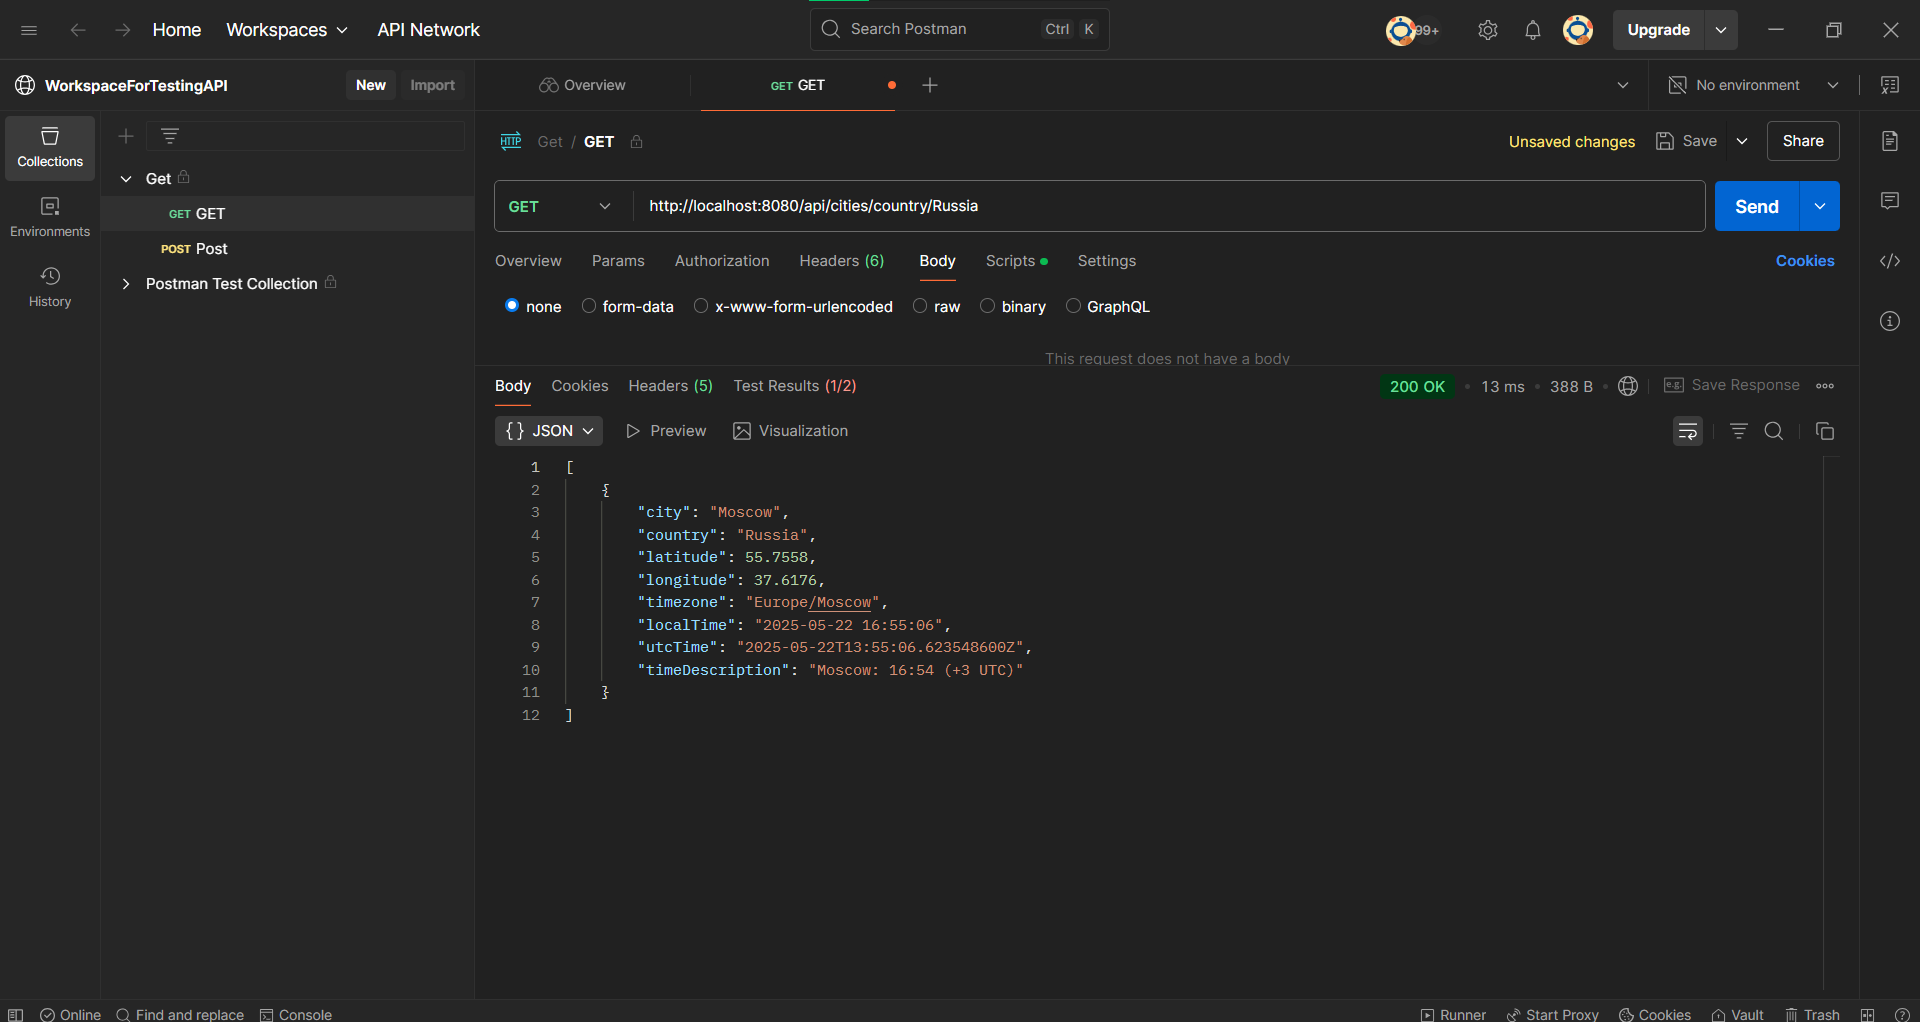 Home Workspaces API Network Search Postman Ctrl K 99+ Upgrade
WorkspaceForTestingAPI New Import Overview GET GET No environment
Collections
Environments
History
Get
GET GET
POST Post
Postman Test Collection
HTTP Get / GET Unsaved changes Save Share
GET http://localhost:8080/api/cities/country/Russia Send
Overview Params Authorization Headers (6) Body Scripts Settings Cookies
none form-data x-www-form-urlencoded raw binary GraphQL
This request does not have a body
Body Cookies Headers (5) Test Results (1/2) 200 OK 13 ms 388 B e.g. Save Response
{} JSON Preview Visualization
1 [
2 {
3 "city": "Moscow",
4 "country": "Russia",
5 "latitude": 55.7558,
6 "longitude": 37.6176,
7 "timezone": "Europe/Moscow",
8 "localTime": "2025-05-22 16:55:06",
9 "utcTime": "2025-05-22T13:55:06.623548600Z",
10 "timeDescription": "Moscow: 16:54 (+3 UTC)"
11 }
12 ]
Online Find and replace Console Runner Start Proxy Cookies Vault Trash